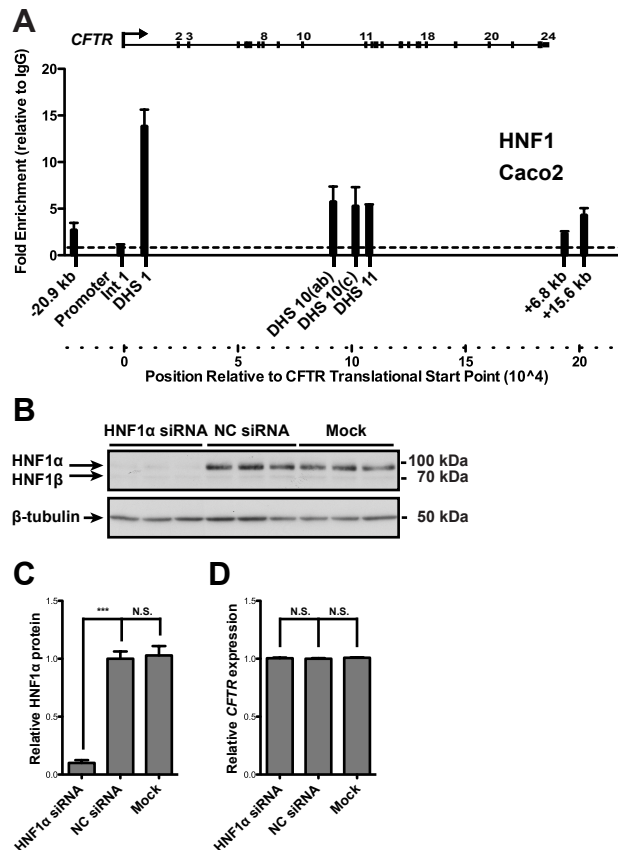 A
CFTR 2 3 8 10 11 18 20 24
Fold Enrichment (relative to IgG)
20
15
10
5
0
HNF1
Caco2
-20.9 kb
Promoter
Int 1
DHS 1
DHS 10(ab)
DHS 10(c)
DHS 11
+6.8 kb
+15.6 kb
0 5 10 15 20
Position Relative to CFTR Translational Start Point (10^4)
B
HNF1α siRNA NC siRNA Mock
HNF1α
HNF1β
100 kDa
70 kDa
β-tubulin
50 kDa
C
Relative HNF1α protein
1.5
1.0
0.5
0.0
*** N.S.
HNF1α siRNA
NC siRNA
Mock
D
Relative CFTR expression
1.5
1.0
0.5
0.0
N.S. N.S.
HNF1α siRNA
NC siRNA
Mock